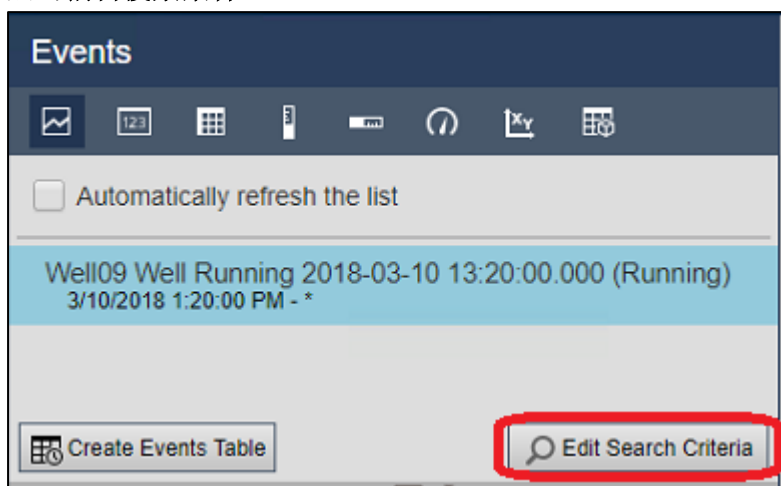 Events
123
Automatically refresh the list
Well09 Well Running 2018-03-10 13:20:00.000 (Running)
3/10/2018 1:20:00 PM - *
Create Events Table
Edit Search Criteria